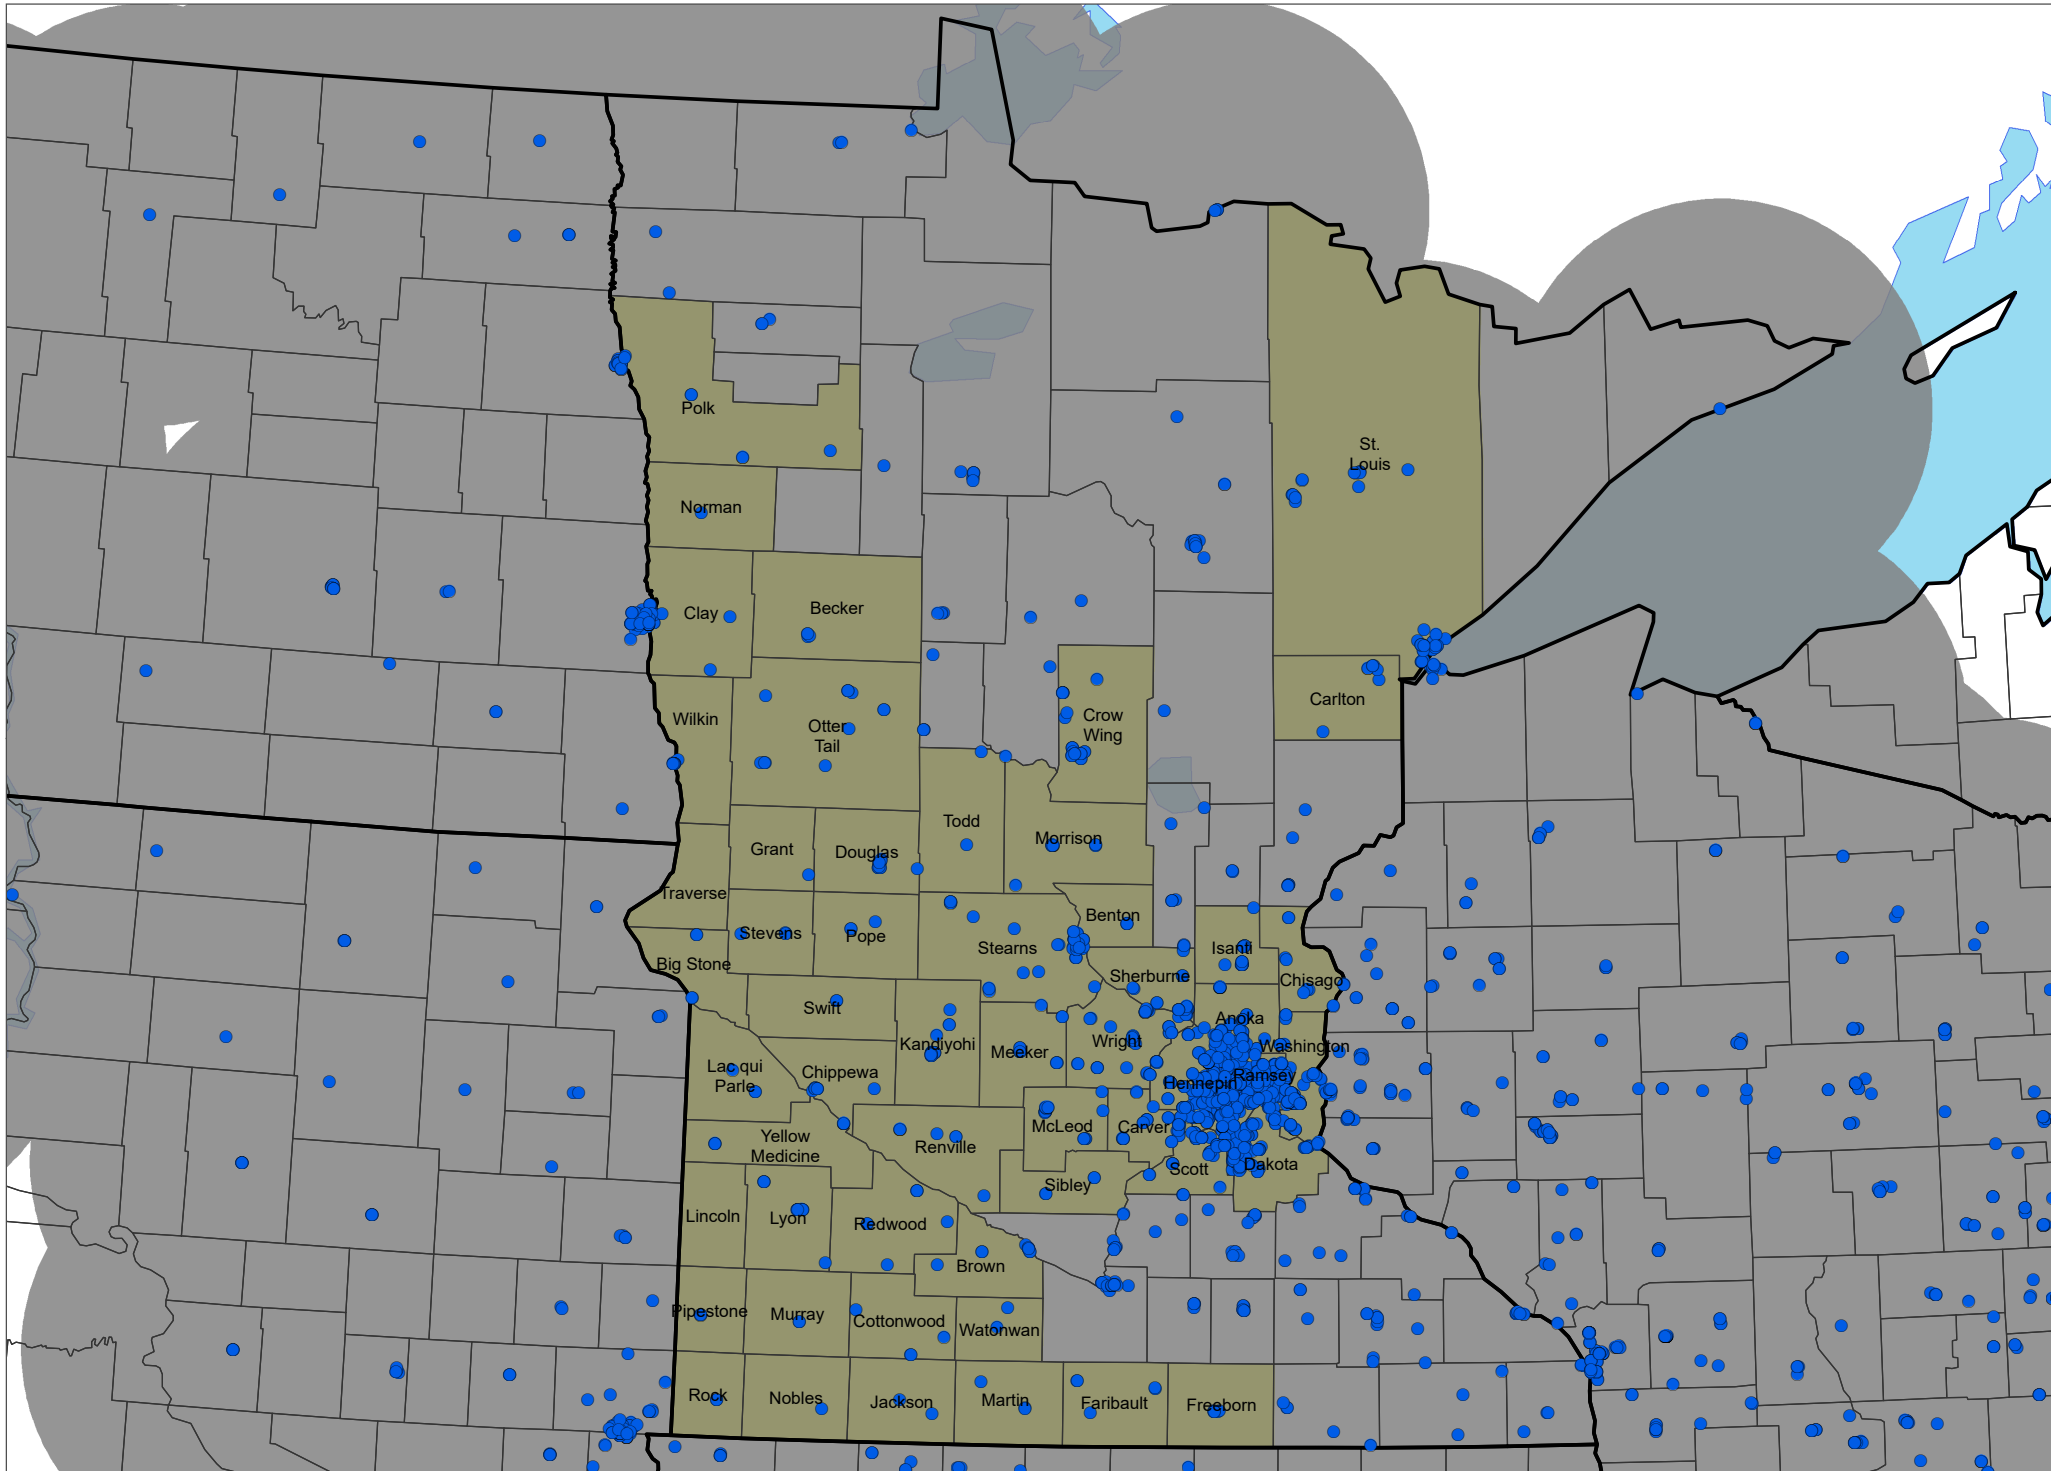 Polk
St.
Louis
Norman
Clay
Becker
Carlton
Wilkin
Otter
Tail
Crow
Wing
Todd
Morrison
Grant
Douglas
Traverse
Benton
Stevens
Pope
Stearns
Isanti
Big Stone
Sherburne
Chisago
Swift
Anoka
Kandiyohi
Meeker
Wright
Washington
Lac qui
Parle
Chippewa
Hennepin
Ramsey
McLeod
Carver
Yellow
Medicine
Renville
Scott
Dakota
Sibley
Lincoln
Lyon
Redwood
Brown
Pipestone
Murray
Cottonwood
Watonwan
Rock
Nobles
Jackson
Martin
Faribault
Freeborn